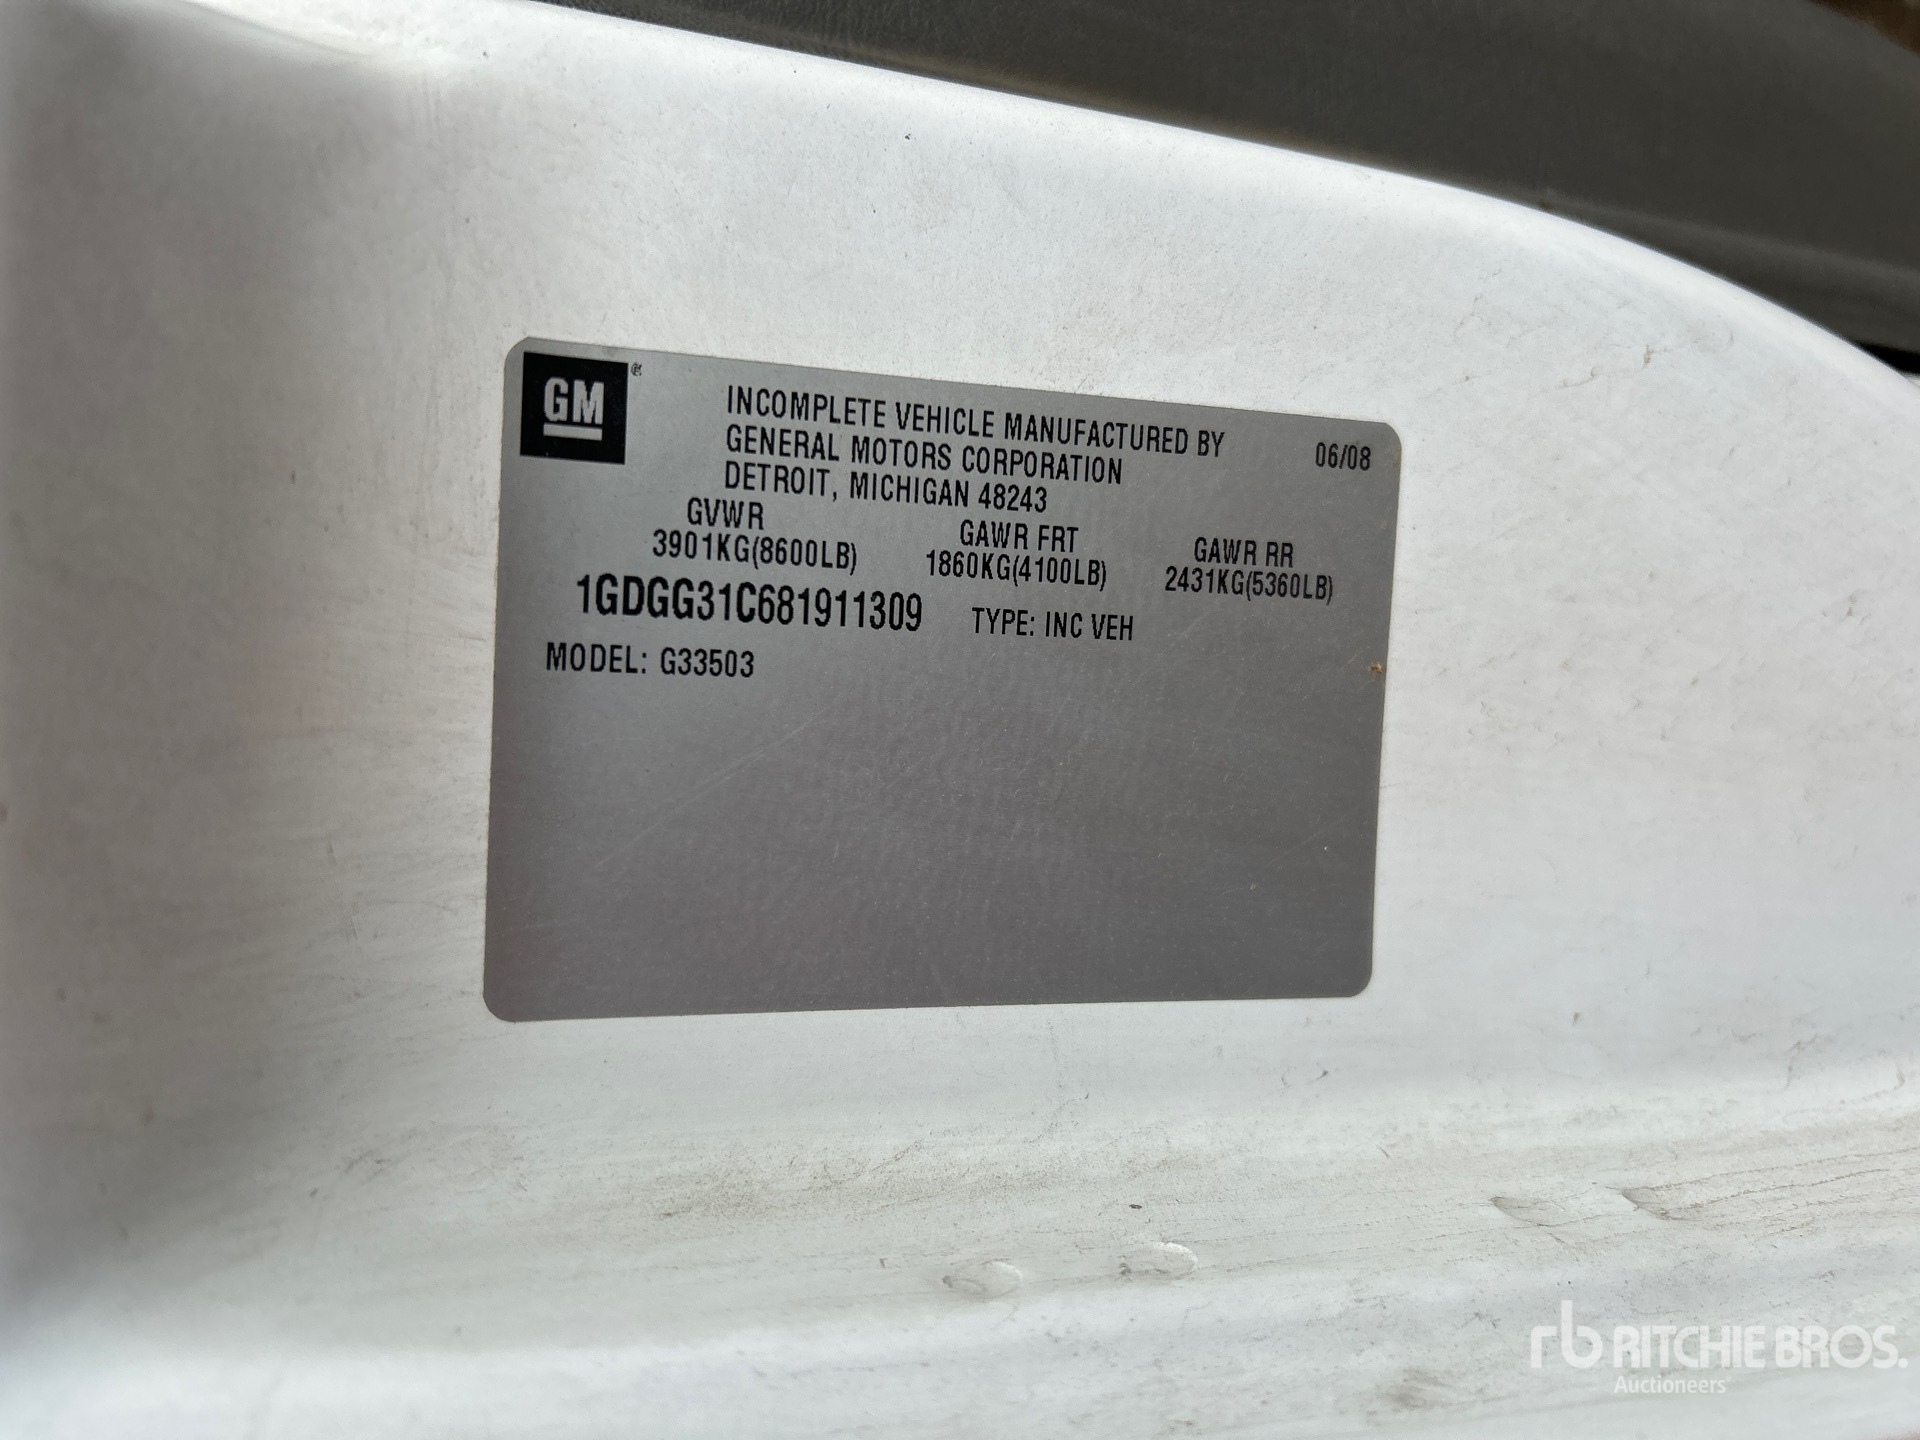 GM
INCOMPLETE VEHICLE MANUFACTURED BY
GENERAL MOTORS CORPORATION
DETROIT, MICHIGAN 48243
06/08
GVWR GAWR FRT GAWR RR
3901KG(8600LB) 1860KG(4100LB) 2431KG(5360LB)
1GDGG31C681911309 TYPE: INC VEH
MODEL: G33503
rb RITCHIE BROS.
Auctioneers